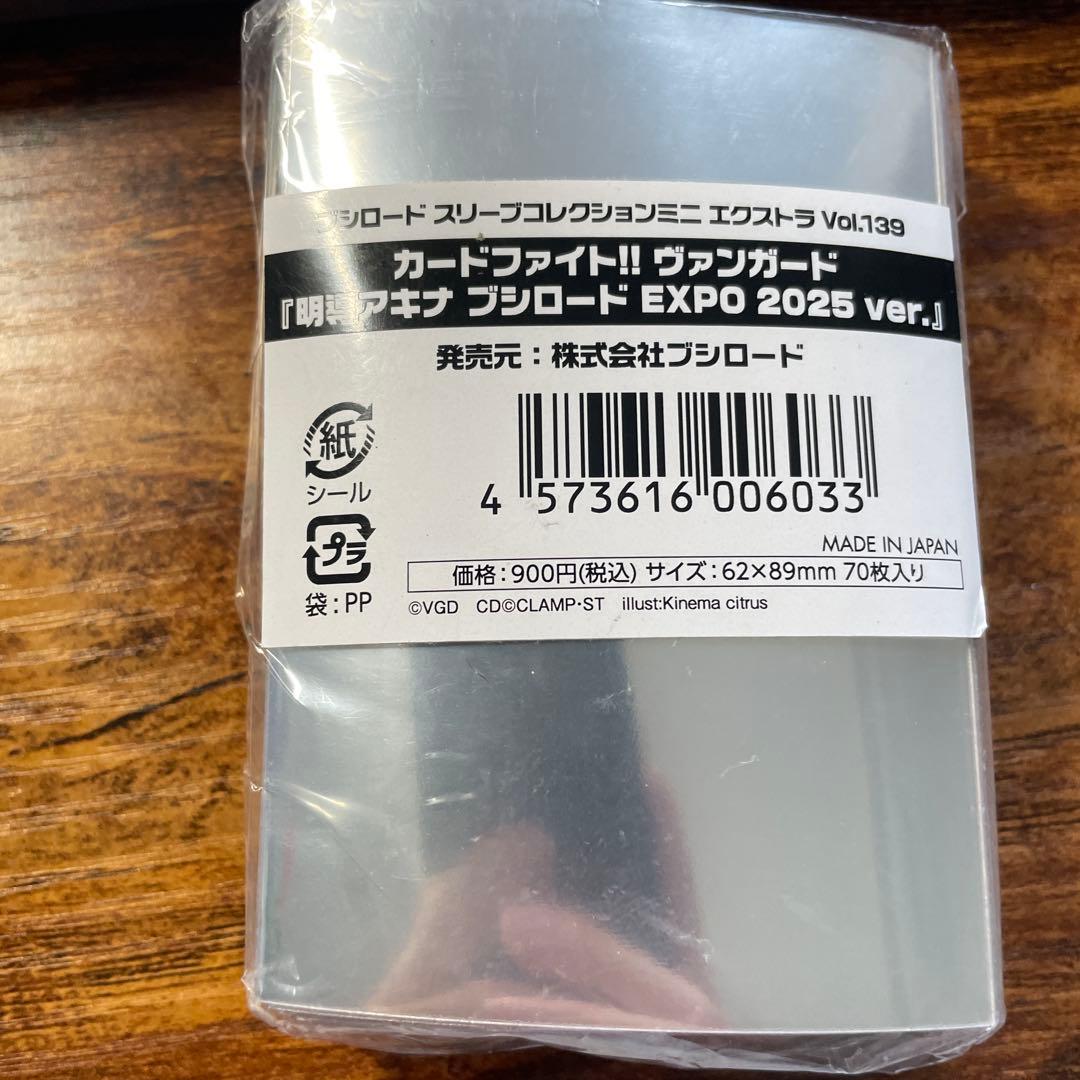 ブシロード スリーブコレクションミニ エクストラ Vol.139
カードファイト!! ヴァンガード
『明導アキナ ブシロード EXPO 2025 ver.』
発売元：株式会社ブシロード
紙
シール
プラ
袋：PP
4 573616 006033
MADE IN JAPAN
価格：900円(税込) サイズ：62×89mm 70枚入り
©VGD CD©CLAMP・ST illust:Kinema citrus